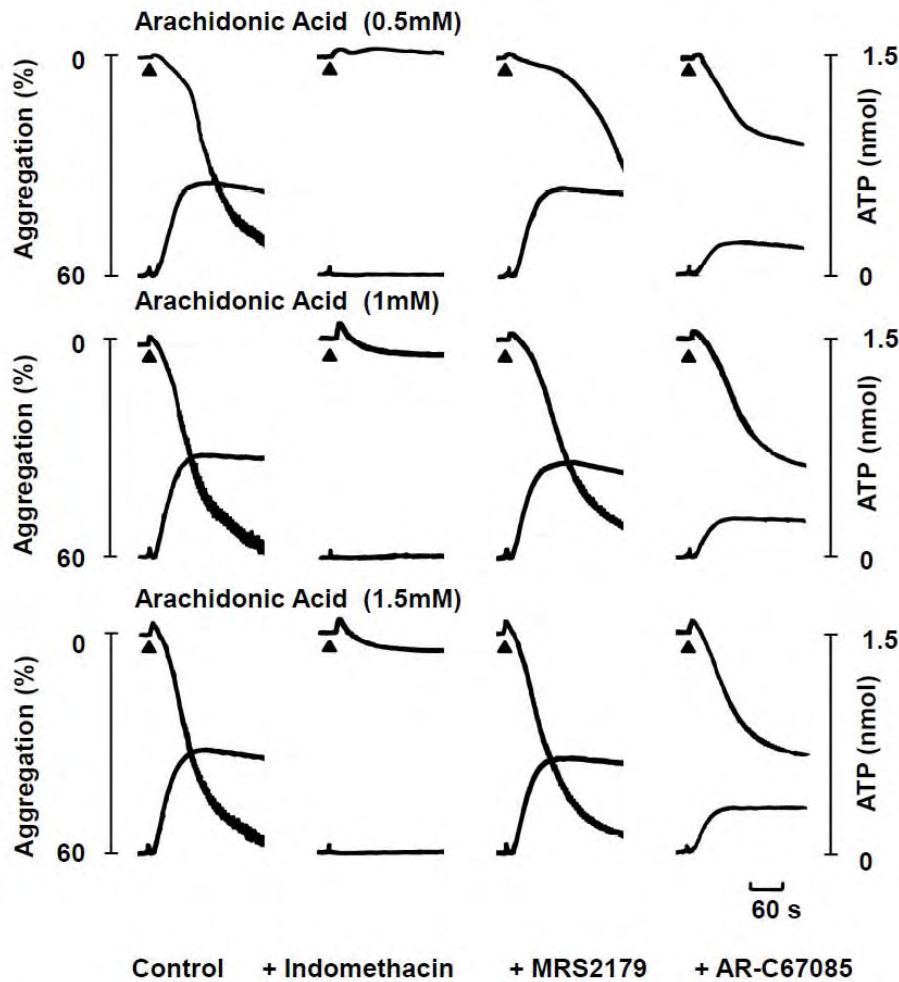 Arachidonic Acid (0.5mM)
0
60
Aggregation (%)
1.5
0
ATP (nmol)
Arachidonic Acid (1mM)
0
60
Aggregation (%)
1.5
0
ATP (nmol)
Arachidonic Acid (1.5mM)
0
60
Aggregation (%)
1.5
0
ATP (nmol)
60 s
Control + Indomethacin + MRS2179 + AR-C67085